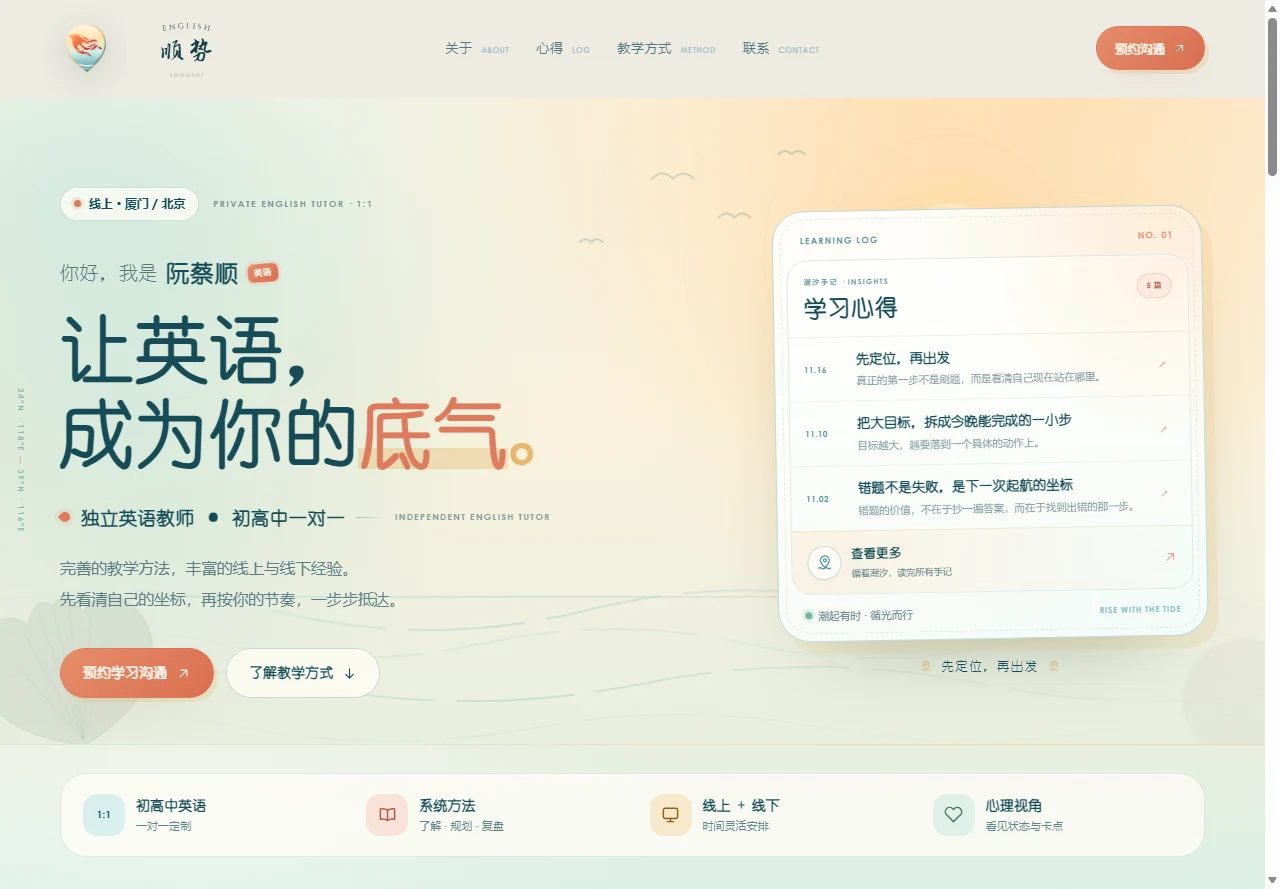 ENGLISH
順势
SHUNSHI
关于 ABOUT
心得 LOG
教学方式 METHOD
联系 CONTACT
预约沟通
线上·厦门 / 北京
PRIVATE ENGLISH TUTOR · 1:1
你好，我是 阮蔡顺 英语
让英语，
成为你的底气。
24°N · 118°E — 39°N · 116°E
独立英语教师 ● 初高中一对一
INDEPENDENT ENGLISH TUTOR
完善的教学方法，丰富的线上与线下经验。
先看清自己的坐标，再按你的节奏，一步步抵达。
预约学习沟通
了解教学方式 ↓
LEARNING LOG
NO. 01
潮汐手记 · INSIGHTS
学习心得
5 篇
11.16
先定位，再出发
真正的第一步不是刷题，而是看清自己现在站在哪里。
11.10
把大目标，拆成今晚能完成的一小步
目标越大，越要落到一个具体的动作上。
11.02
错题不是失败，是下一次起航的坐标
错题的价值，不在于抄一遍答案，而在于找到出错的那一步。
查看更多
循着潮汐，读完所有手记
潮起有时 · 循光而行
RISE WITH THE TIDE
先定位，再出发
1:1
初高中英语
一对一定制
系统方法
了解 · 规划 · 复盘
线上 + 线下
时间灵活安排
心理视角
看见状态与卡点